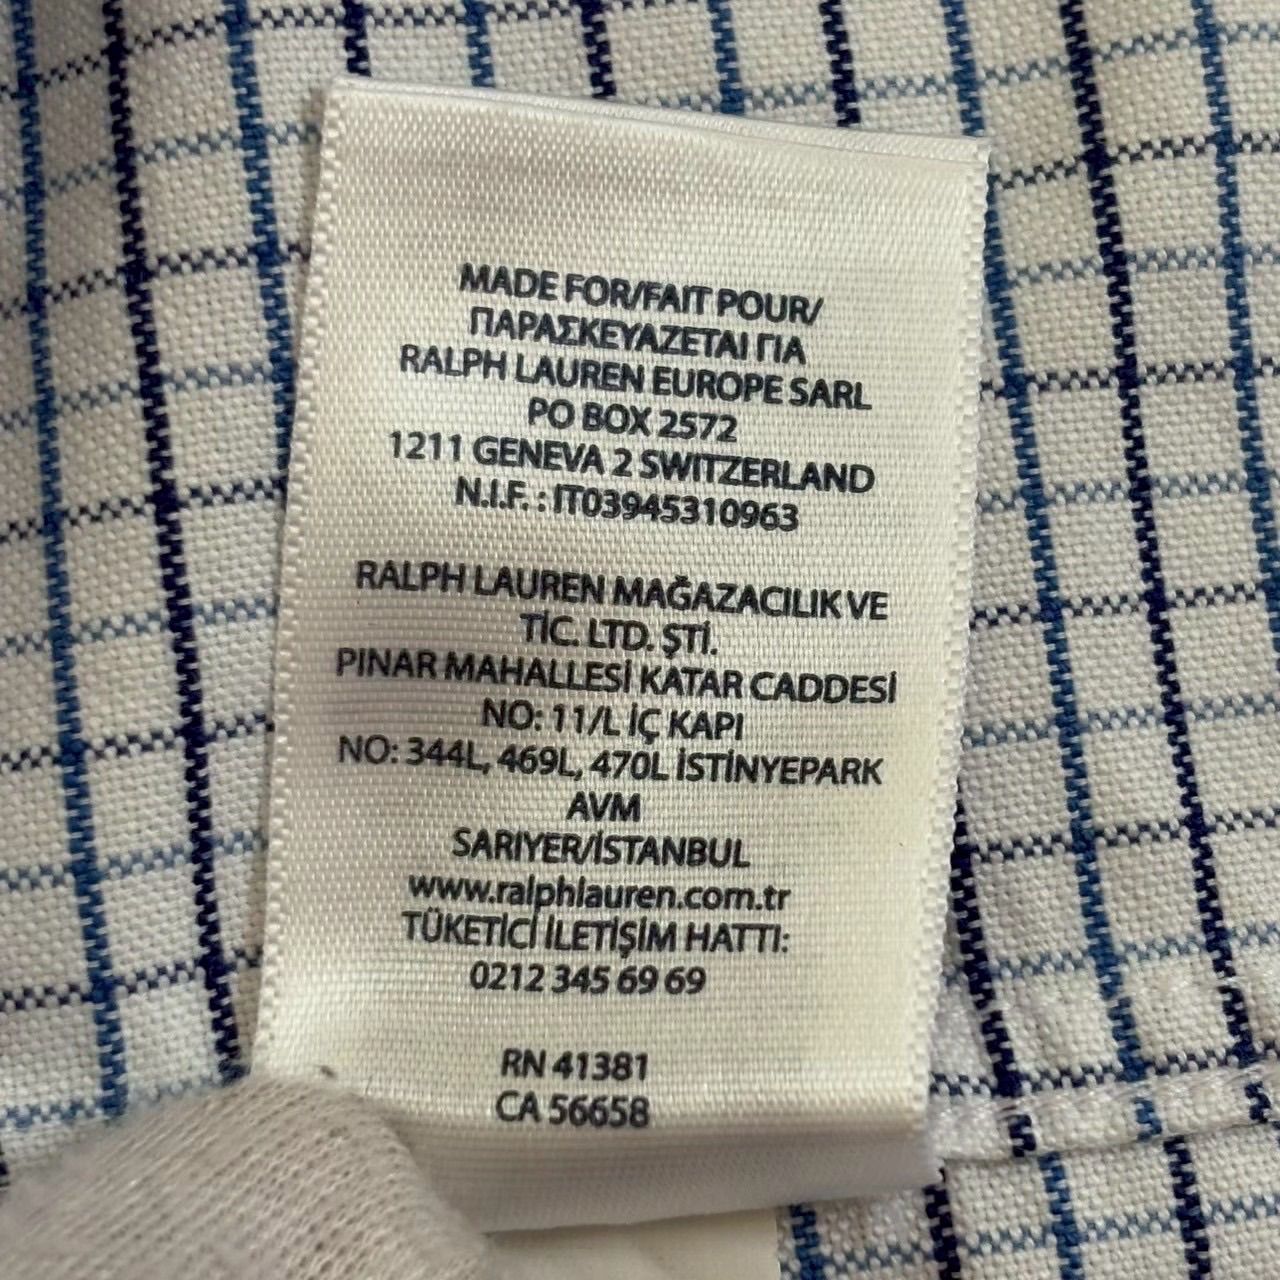 MADE FOR/FAIT POUR/
ΠΑΡΑΣΚΕΥΑΖΕΤΑΙ ΓΙΑ
RALPH LAUREN EUROPE SARL
PO BOX 2572
1211 GENEVA 2 SWITZERLAND
N.I.F. : IT03945310963
RALPH LAUREN MAĞAZACILIK VE
TİC. LTD. ŞTİ.
PINAR MAHALLESİ KATAR CADDESİ
NO: 11/L İÇ KAPI
NO: 344L, 469L, 470L İSTİNYEPARK
AVM
SARIYER/İSTANBUL
www.ralphlauren.com.tr
TÜKETİCİ İLETİŞİM HATTI:
0212 345 69 69
RN 41381
CA 56658